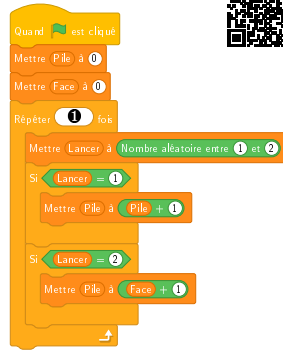 Quand est cliqué
Mettre Pile à 0
Mettre Face à 0
Répéter 1 fois
Mettre Lancer à Nombre aléatoire entre 1 et 2
Si Lancer = 1
Mettre Pile à Pile + 1
Si Lancer = 2
Mettre Pile à Face + 1